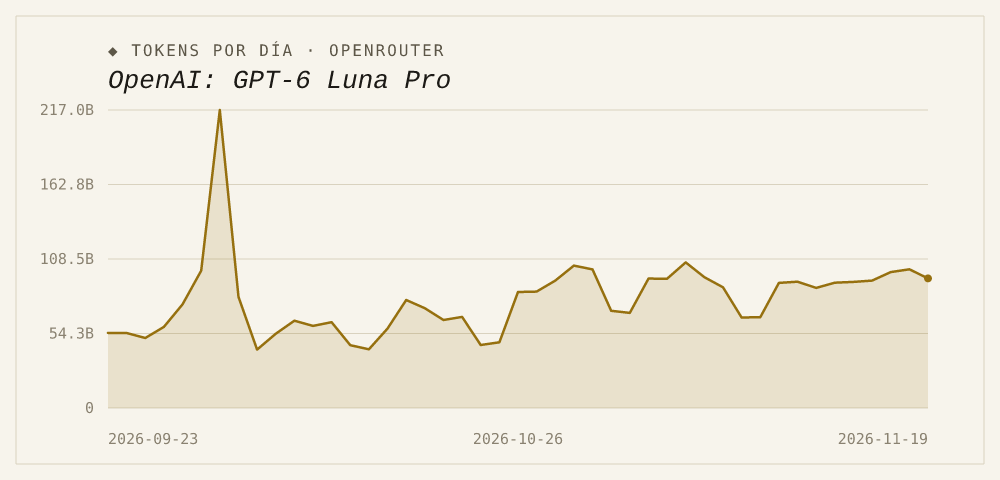 ◆ TOKENS POR DÍA · OPENROUTER
OpenAI: GPT-6 Luna Pro
217.0B
162.8B
108.5B
54.3B
0
2026-09-23 2026-10-26 2026-11-19